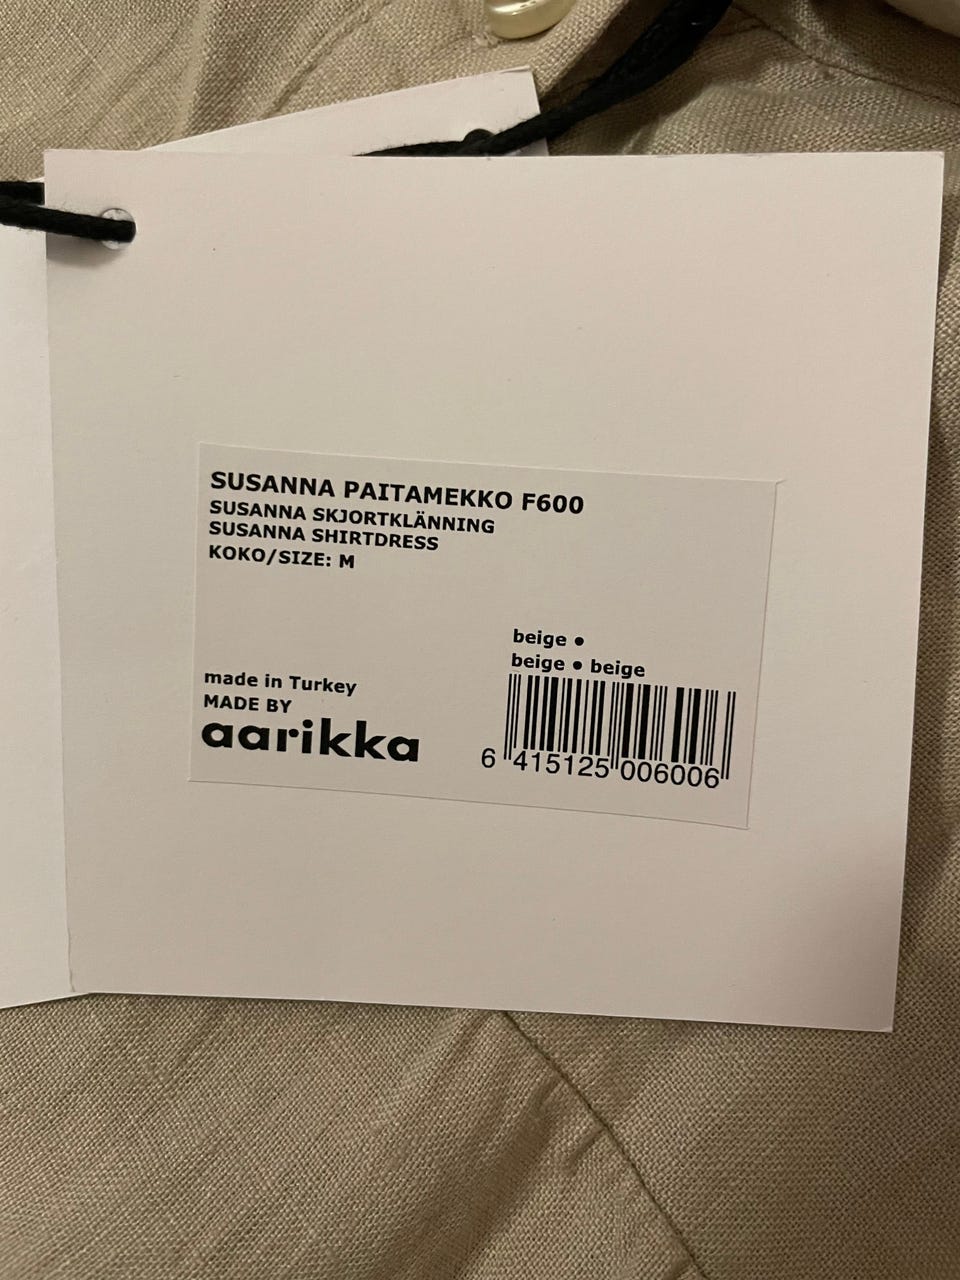 SUSANNA PAITAMEKKO F600
SUSANNA SKJORTKLÄNNING
SUSANNA SHIRTDRESS
KOKO/SIZE: M
beige •
beige • beige
made in Turkey
MADE BY
aarikka
6 415125 006006